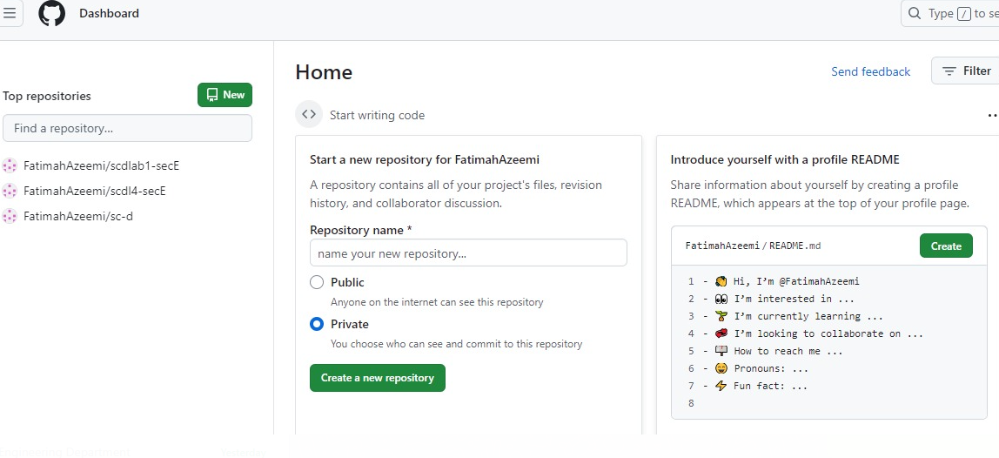 Dashboard
Type / to se
Top repositories
New
Find a repository...
FatimahAzeemi/scdlab1-secE
FatimahAzeemi/scdl4-secE
FatimahAzeemi/sc-d
Home
Send feedback
Filter
Start writing code
Start a new repository for FatimahAzeemi
A repository contains all of your project's files, revision
history, and collaborator discussion.
Repository name *
name your new repository...
Public
Anyone on the internet can see this repository
Private
You choose who can see and commit to this repository
Create a new repository
Introduce yourself with a profile README
Share information about yourself by creating a profile
README, which appears at the top of your profile page.
FatimahAzeemi / README.md
Create
1 - 👋 Hi, I’m @FatimahAzeemi
2 - 👀 I’m interested in ...
3 - 🌱 I’m currently learning ...
4 - 💞️ I’m looking to collaborate on ...
5 - 📫 How to reach me ...
6 - 😄 Pronouns: ...
7 - ⚡ Fun fact: ...
8